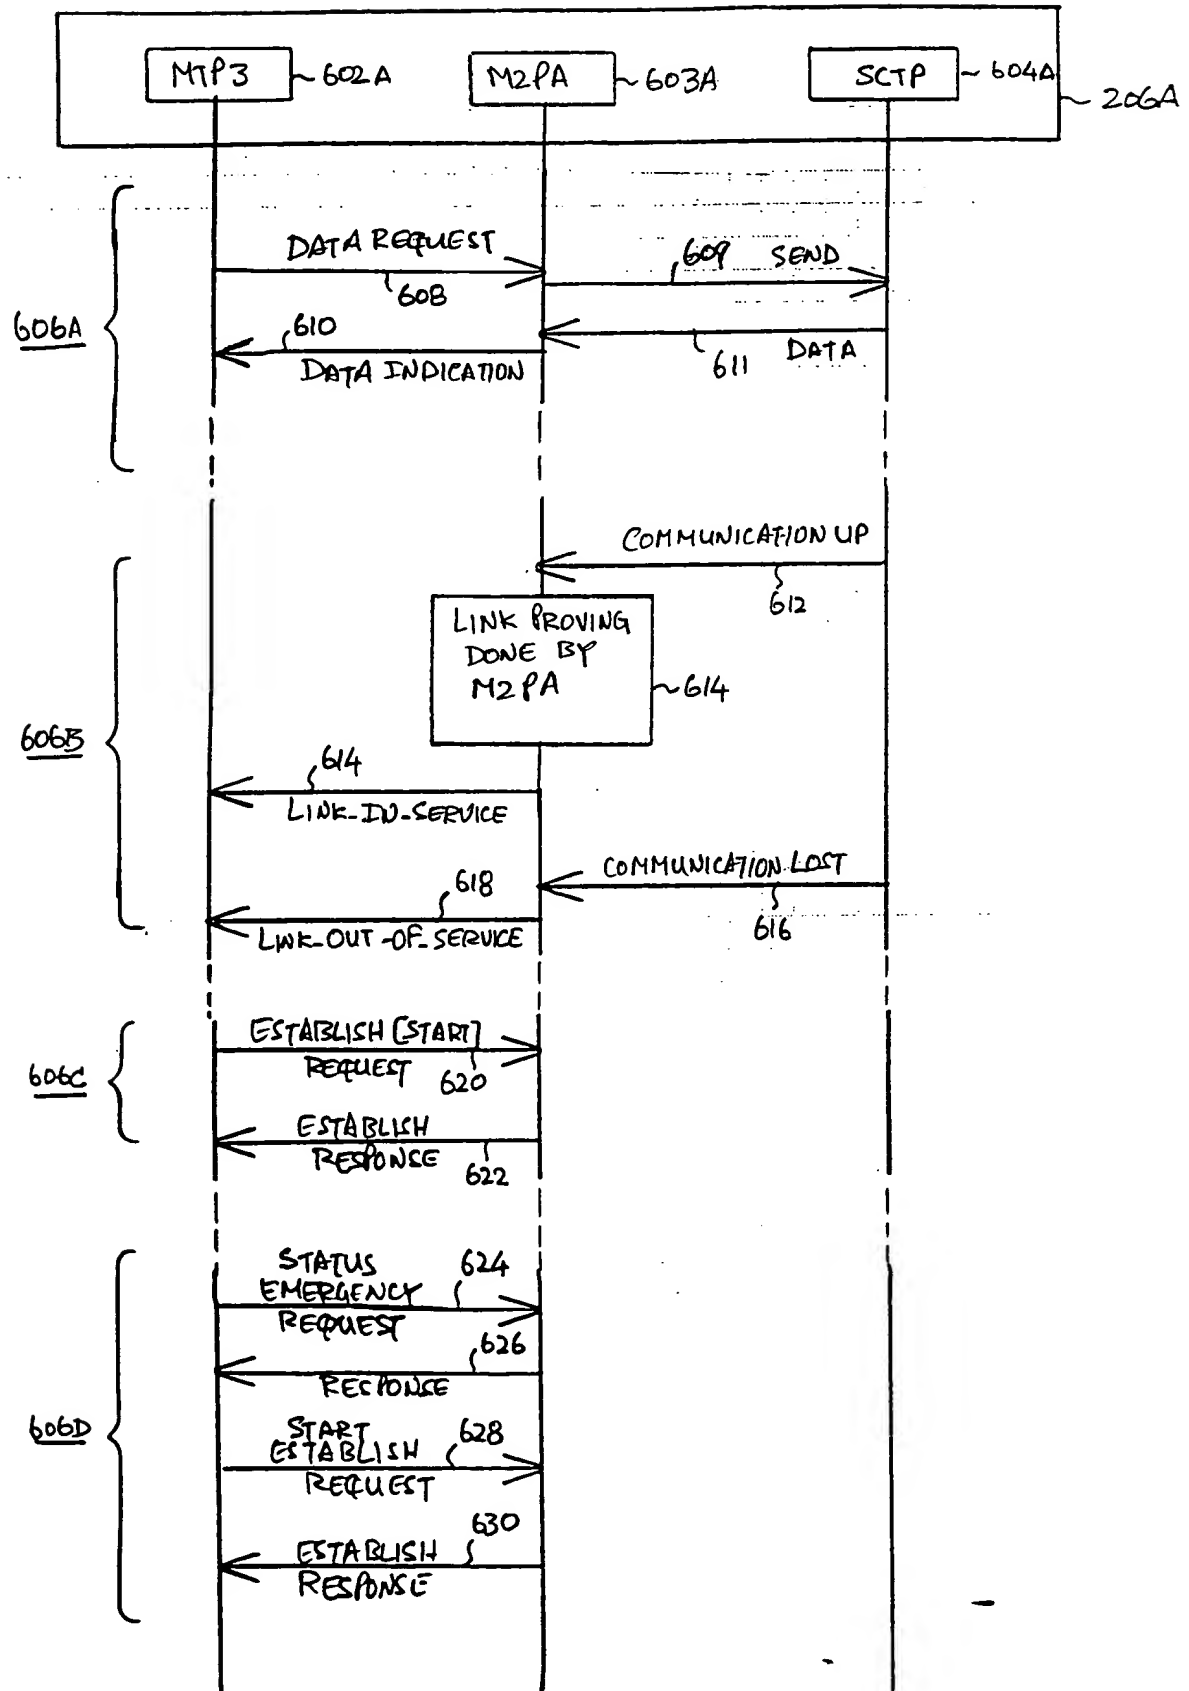 MTP3
602A
M2PA
603A
SCTP
604A
206A
DATA REQUEST
608
609 SEND
606A
610
DATA INDICATION
611
DATA
COMMUNICATION UP
612
LINK PROVING
DONE BY
M2PA
614
606B
614
LINK-IN-SERVICE
COMMUNICATION LOST
616
618
LINK-OUT-OF-SERVICE
606C
ESTABLISH [START]
REQUEST
620
ESTABLISH
RESPONSE
622
606D
STATUS
EMERGENCY
REQUEST
624
626
RESPONSE
START
ESTABLISH
REQUEST
628
630
ESTABLISH
RESPONSE